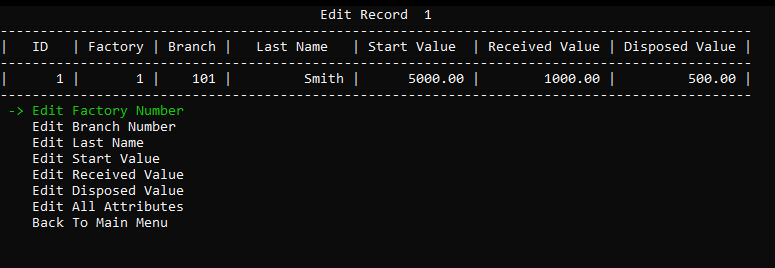 Edit Record  1
-----------------------------------------------------------------------------------------------
|   ID   | Factory | Branch |   Last Name   | Start Value | Received Value | Disposed Value |
-----------------------------------------------------------------------------------------------
|      1 |       1 |    101 |         Smith |     5000.00 |        1000.00 |         500.00 |
-----------------------------------------------------------------------------------------------
-> Edit Factory Number
Edit Branch Number
Edit Last Name
Edit Start Value
Edit Received Value
Edit Disposed Value
Edit All Attributes
Back To Main Menu